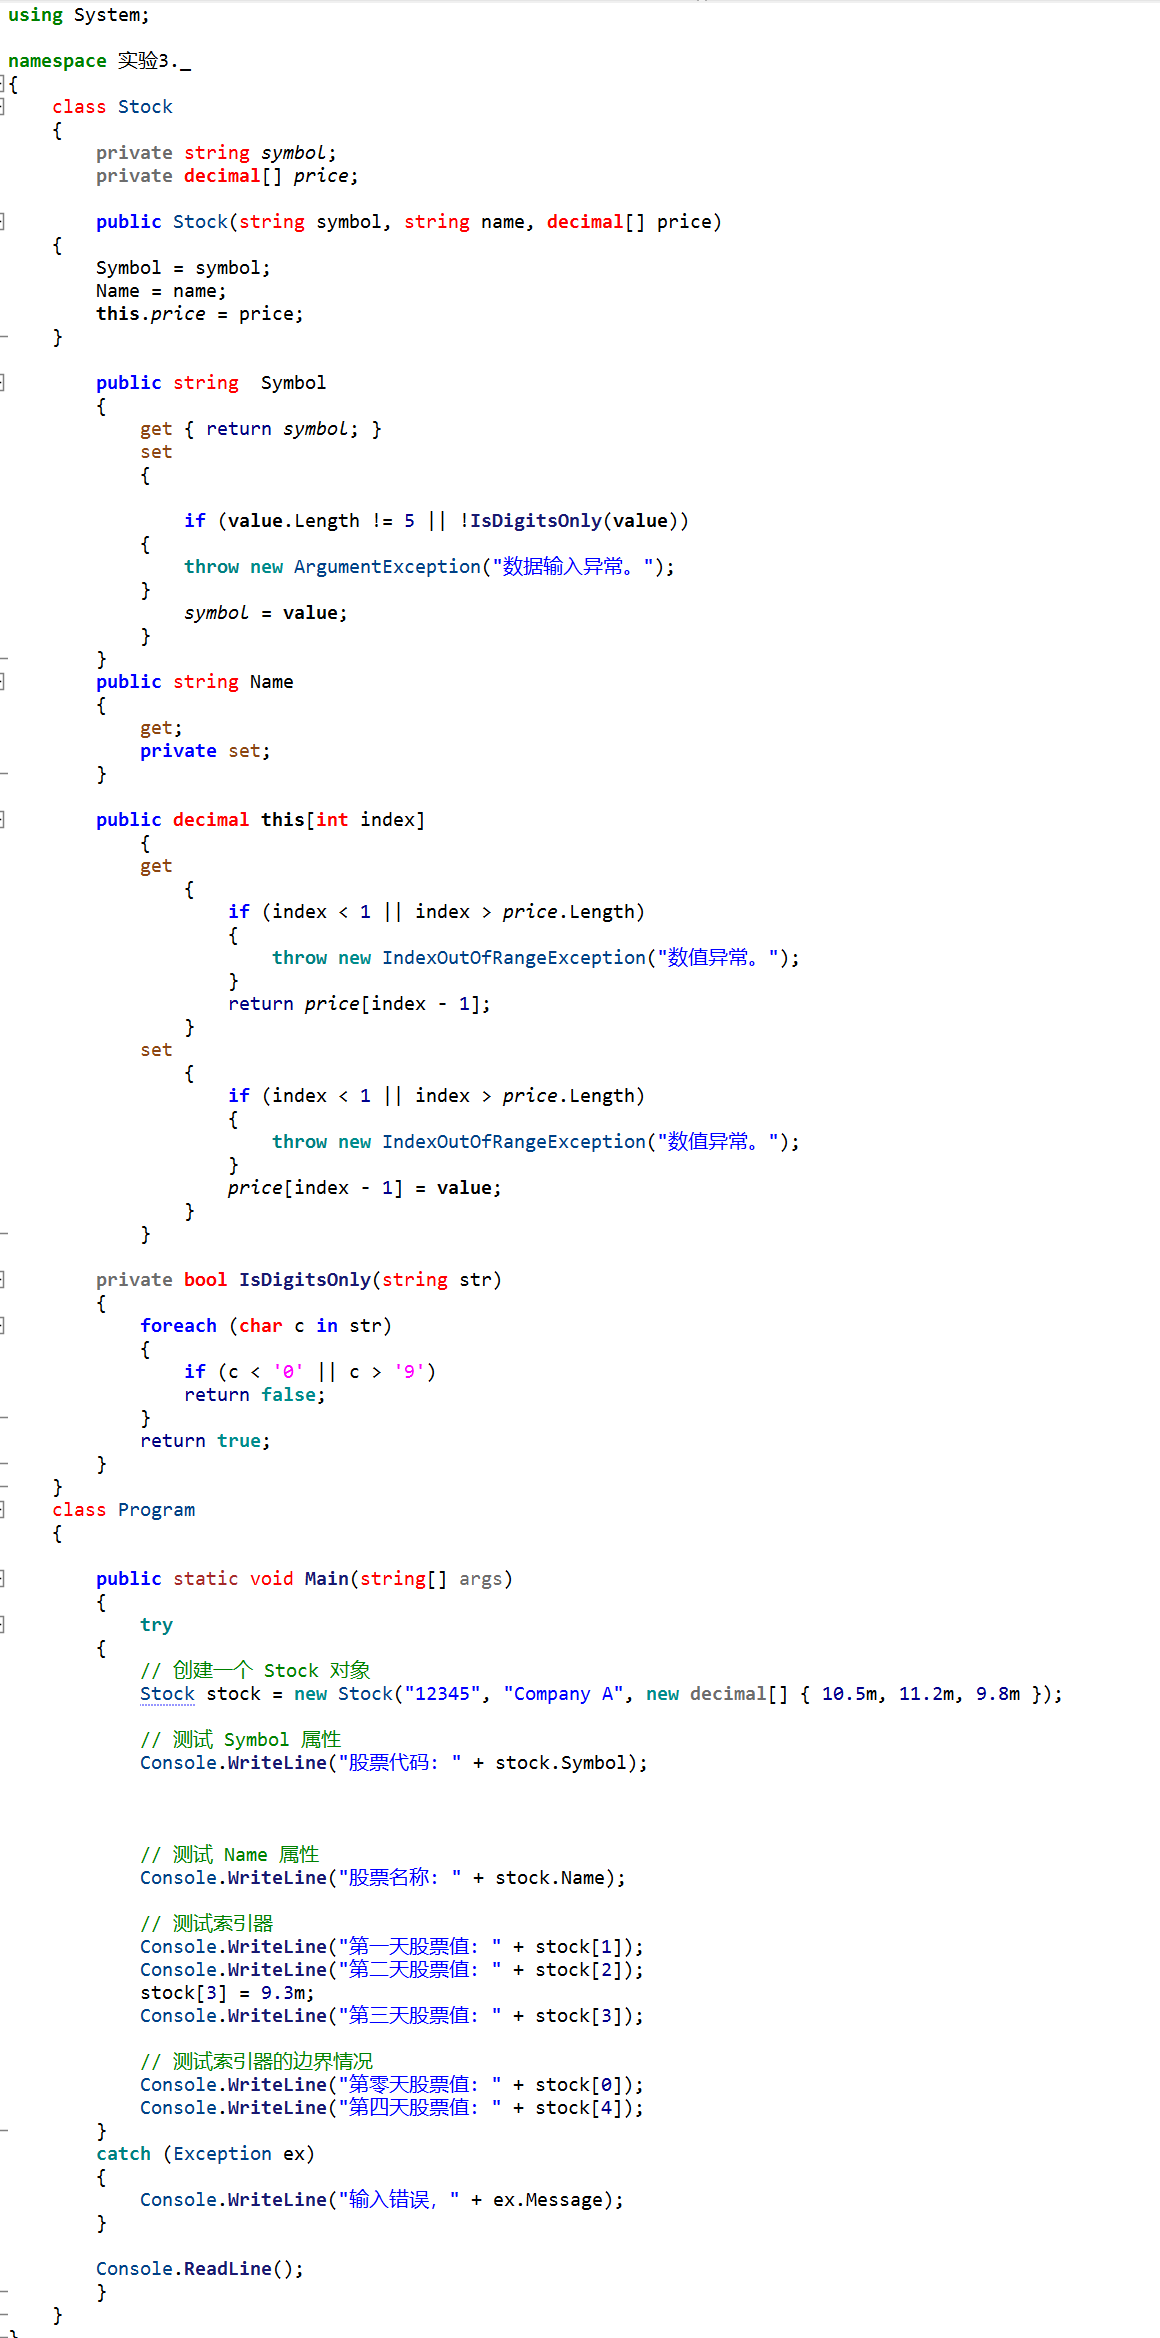 using System;
namespace 实验3._
{
class Stock
{
private string symbol;
private decimal[] price;
public Stock(string symbol, string name, decimal[] price)
{
Symbol = symbol;
Name = name;
this.price = price;
}
public string  Symbol
{
get { return symbol; }
set
{
if (value.Length != 5 || !IsDigitsOnly(value))
{
throw new ArgumentException("数据输入异常。");
}
symbol = value;
}
}
public string Name
{
get;
private set;
}
public decimal this[int index]
{
get
{
if (index < 1 || index > price.Length)
{
throw new IndexOutOfRangeException("数值异常。");
}
return price[index - 1];
}
set
{
if (index < 1 || index > price.Length)
{
throw new IndexOutOfRangeException("数值异常。");
}
price[index - 1] = value;
}
}
private bool IsDigitsOnly(string str)
{
foreach (char c in str)
{
if (c < '0' || c > '9')
return false;
}
return true;
}
}
class Program
{
public static void Main(string[] args)
{
try
{
// 创建一个 Stock 对象
Stock stock = new Stock("12345", "Company A", new decimal[] { 10.5m, 11.2m, 9.8m });
// 测试 Symbol 属性
Console.WriteLine("股票代码: " + stock.Symbol);
// 测试 Name 属性
Console.WriteLine("股票名称: " + stock.Name);
// 测试索引器
Console.WriteLine("第一天股票值: " + stock[1]);
Console.WriteLine("第二天股票值: " + stock[2]);
stock[3] = 9.3m;
Console.WriteLine("第三天股票值: " + stock[3]);
// 测试索引器的边界情况
Console.WriteLine("第零天股票值: " + stock[0]);
Console.WriteLine("第四天股票值: " + stock[4]);
}
catch (Exception ex)
{
Console.WriteLine("输入错误, " + ex.Message);
}
Console.ReadLine();
}
}
}